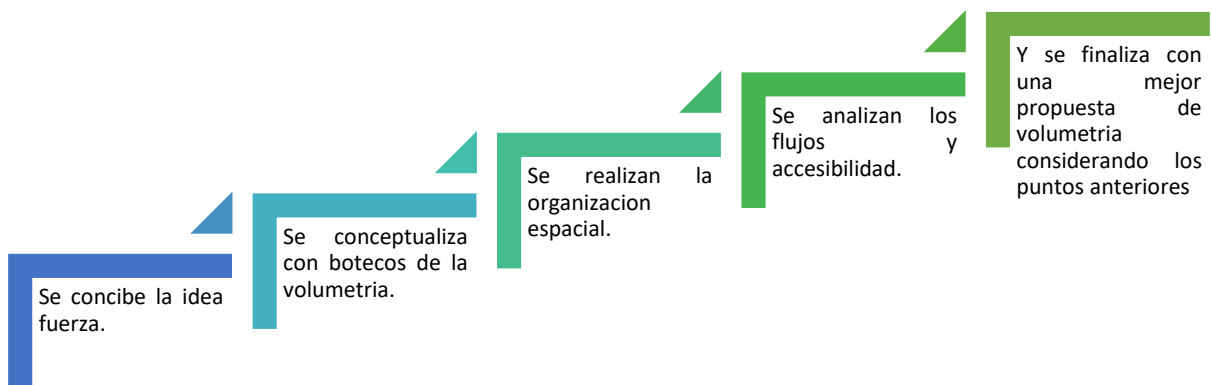 Se concibe la idea
fuerza.
Se conceptualiza
con botecos de la
volumetria.
Se realizan la
organizacion
espacial.
Se analizan los
flujos y
accesibilidad.
Y se finaliza con
una mejor
propuesta de
volumetria
considerando los
puntos anteriores